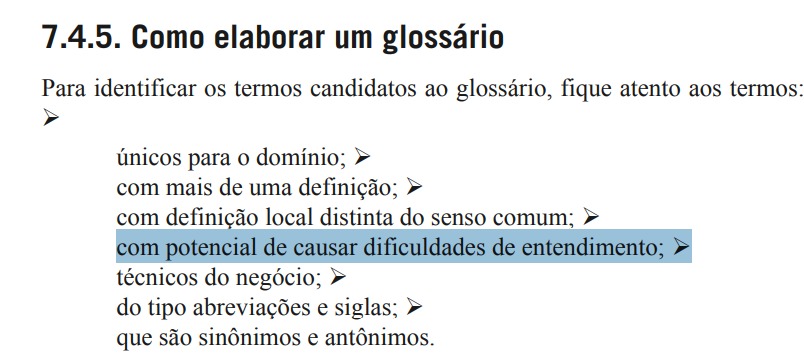 7.4.5. Como elaborar um glossário
Para identificar os termos candidatos ao glossário, fique atento aos termos:
➢
únicos para o domínio; ➢
com mais de uma definição; ➢
com definição local distinta do senso comum; ➢
com potencial de causar dificuldades de entendimento; ➢
técnicos do negócio; ➢
do tipo abreviações e siglas; ➢
que são sinônimos e antônimos.